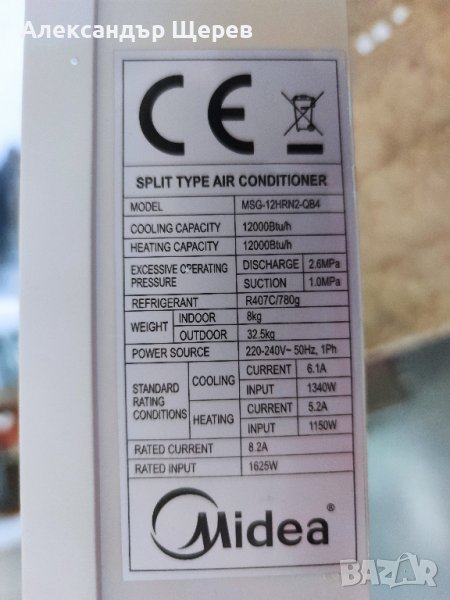 Александър Щерев
CE
SPLIT TYPE AIR CONDITIONER
MODEL MSG-12HRN2-QB4
COOLING CAPACITY 12000Btu/h
HEATING CAPACITY 12000Btu/h
EXCESSIVE OPERATING PRESSURE DISCHARGE 2.6MPa
SUCTION 1.0MPa
REFRIGERANT R407C/780g
WEIGHT INDOOR 8kg
OUTDOOR 32.5kg
POWER SOURCE 220-240V~ 50Hz, 1Ph
STANDARD RATING CONDITIONS COOLING CURRENT 6.1A
INPUT 1340W
HEATING CURRENT 5.2A
INPUT 1150W
RATED CURRENT 8.2A
RATED INPUT 1625W
Midea®
BAZAR